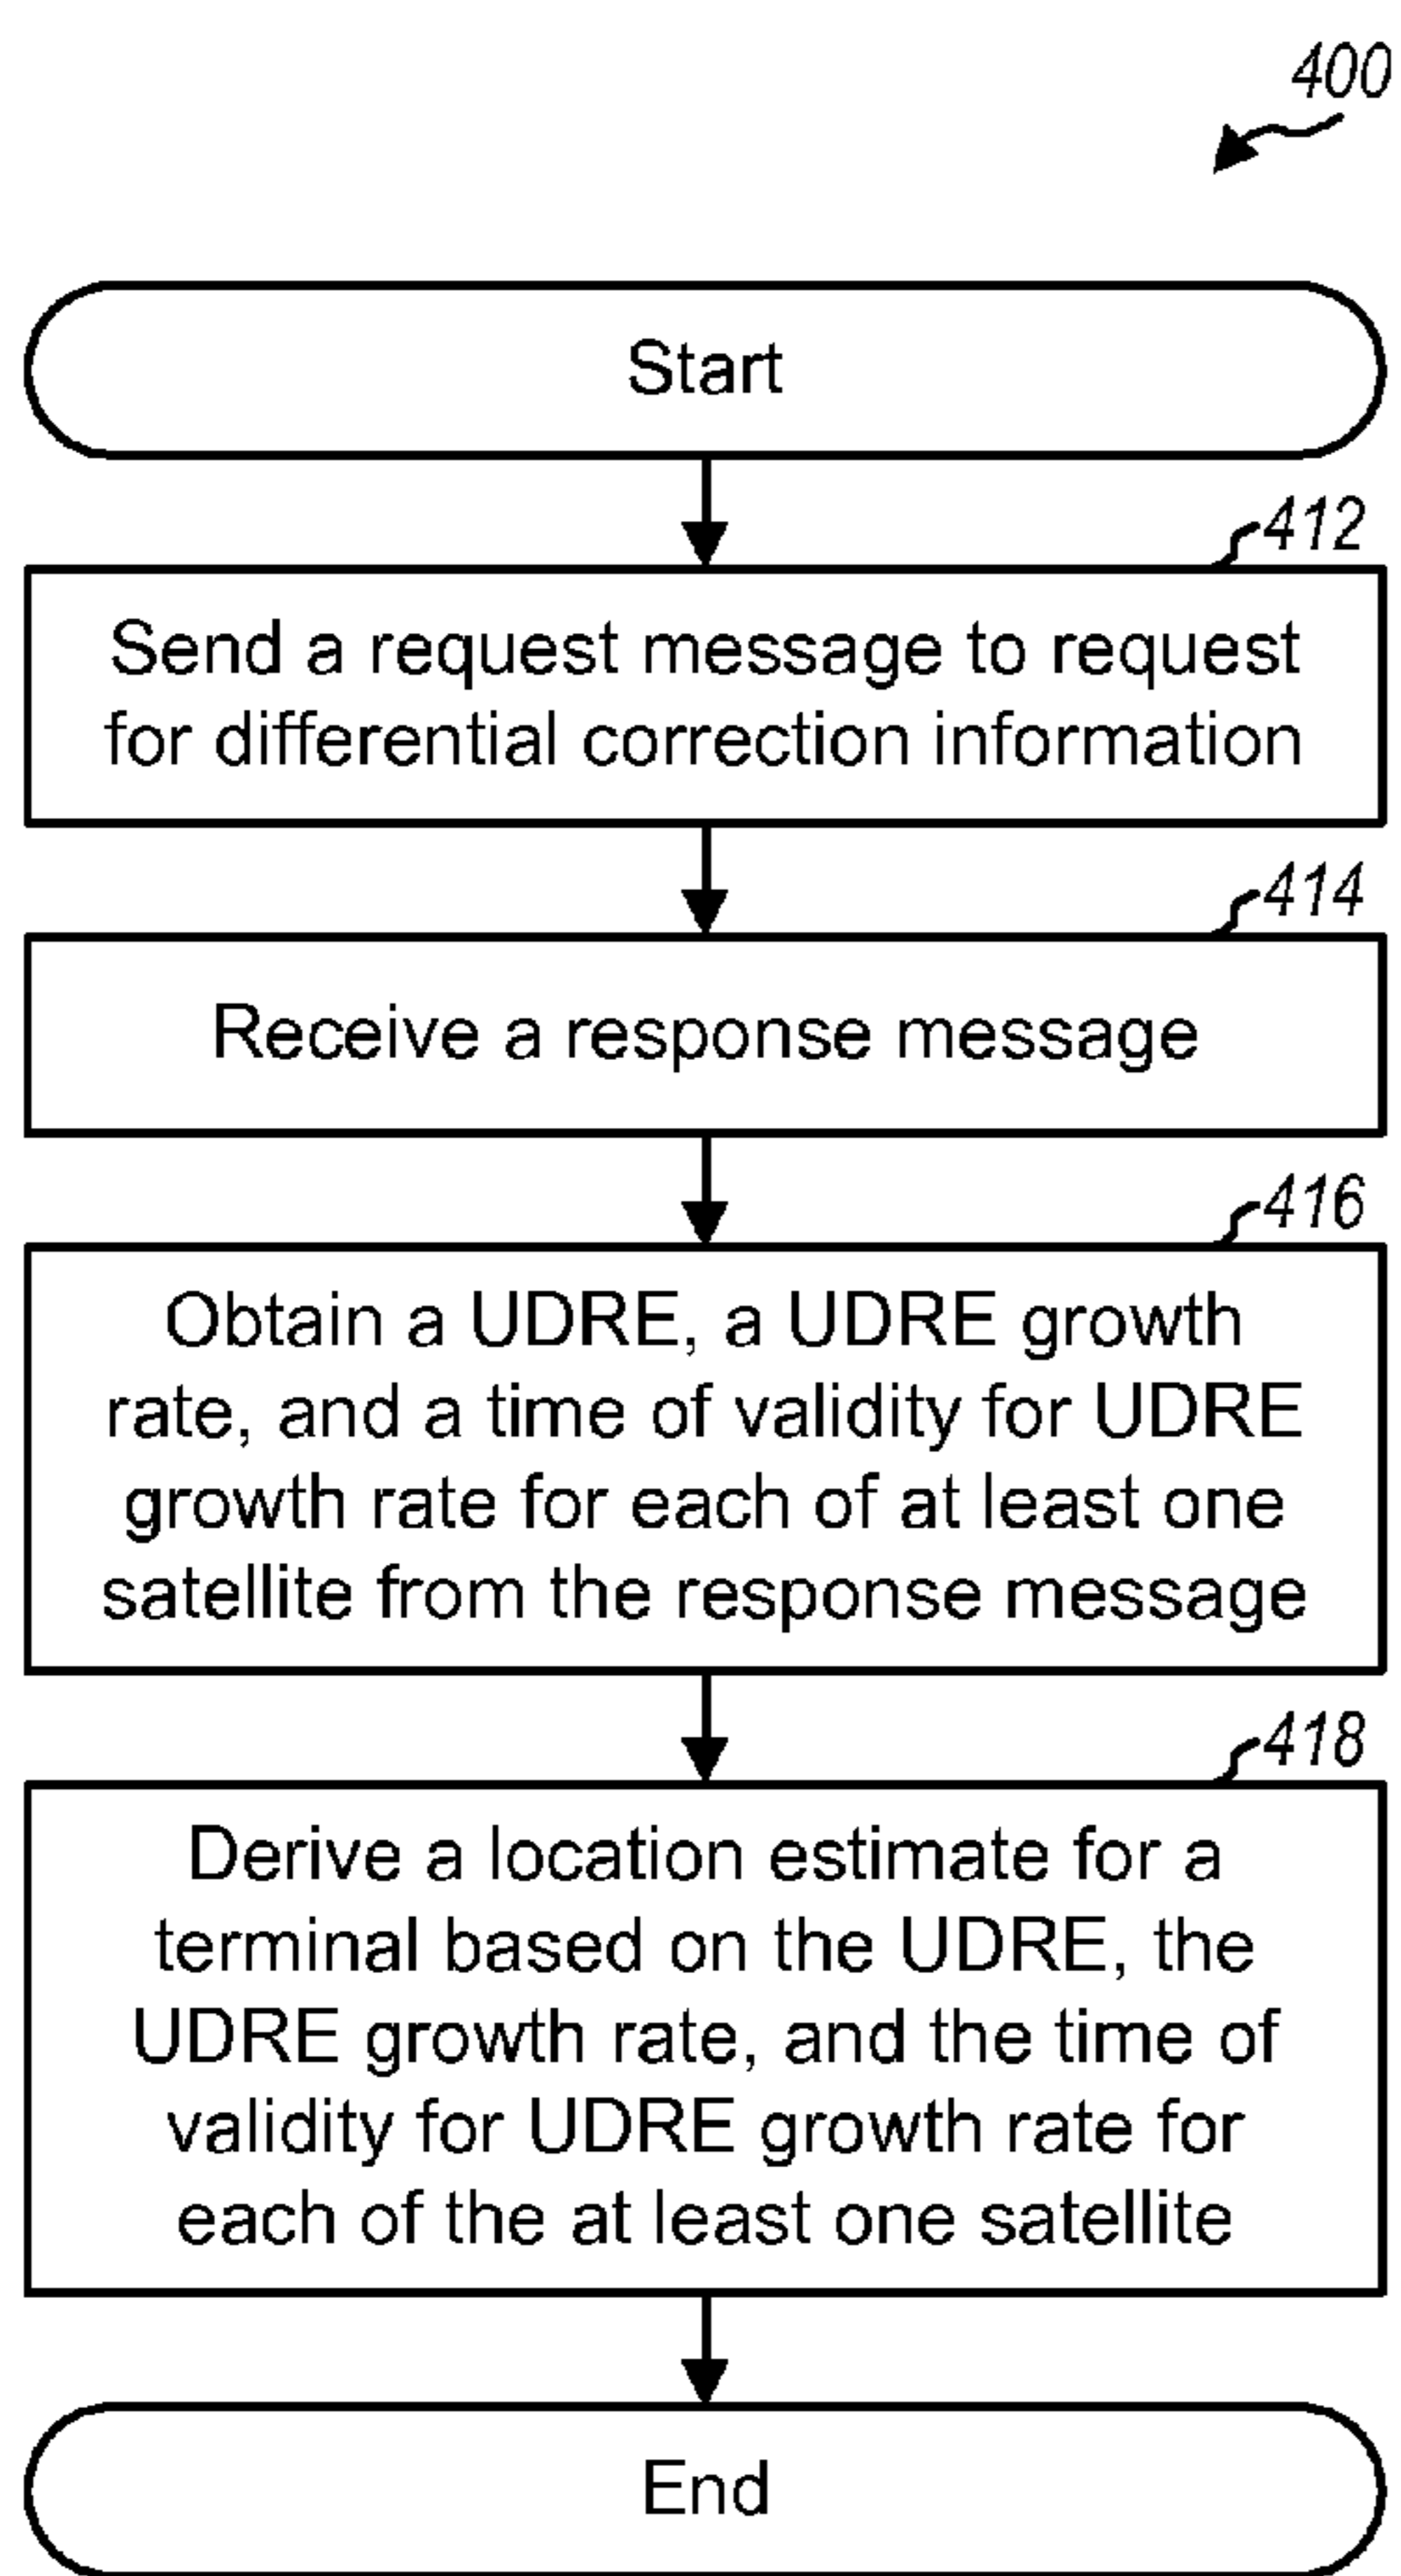 400
Start
412
Send a request message to request
for differential correction information
414
Receive a response message
416
Obtain a UDRE, a UDRE growth
rate, and a time of validity for UDRE
growth rate for each of at least one
satellite from the response message
418
Derive a location estimate for a
terminal based on the UDRE, the
UDRE growth rate, and the time of
validity for UDRE growth rate for
each of the at least one satellite
End